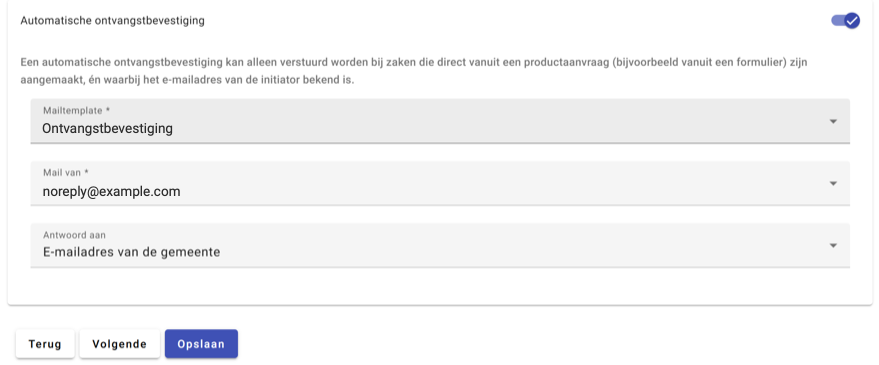 Automatische ontvangstbevestiging
Een automatische ontvangstbevestiging kan alleen verstuurd worden bij zaken die direct vanuit een productaanvraag (bijvoorbeeld vanuit een formulier) zijn
aangemaakt, én waarbij het e-mailadres van de initiator bekend is.
Mailtemplate *
Ontvangstbevestiging
Mail van *
noreply@example.com
Antwoord aan
E-mailadres van de gemeente
Terug Volgende Opslaan